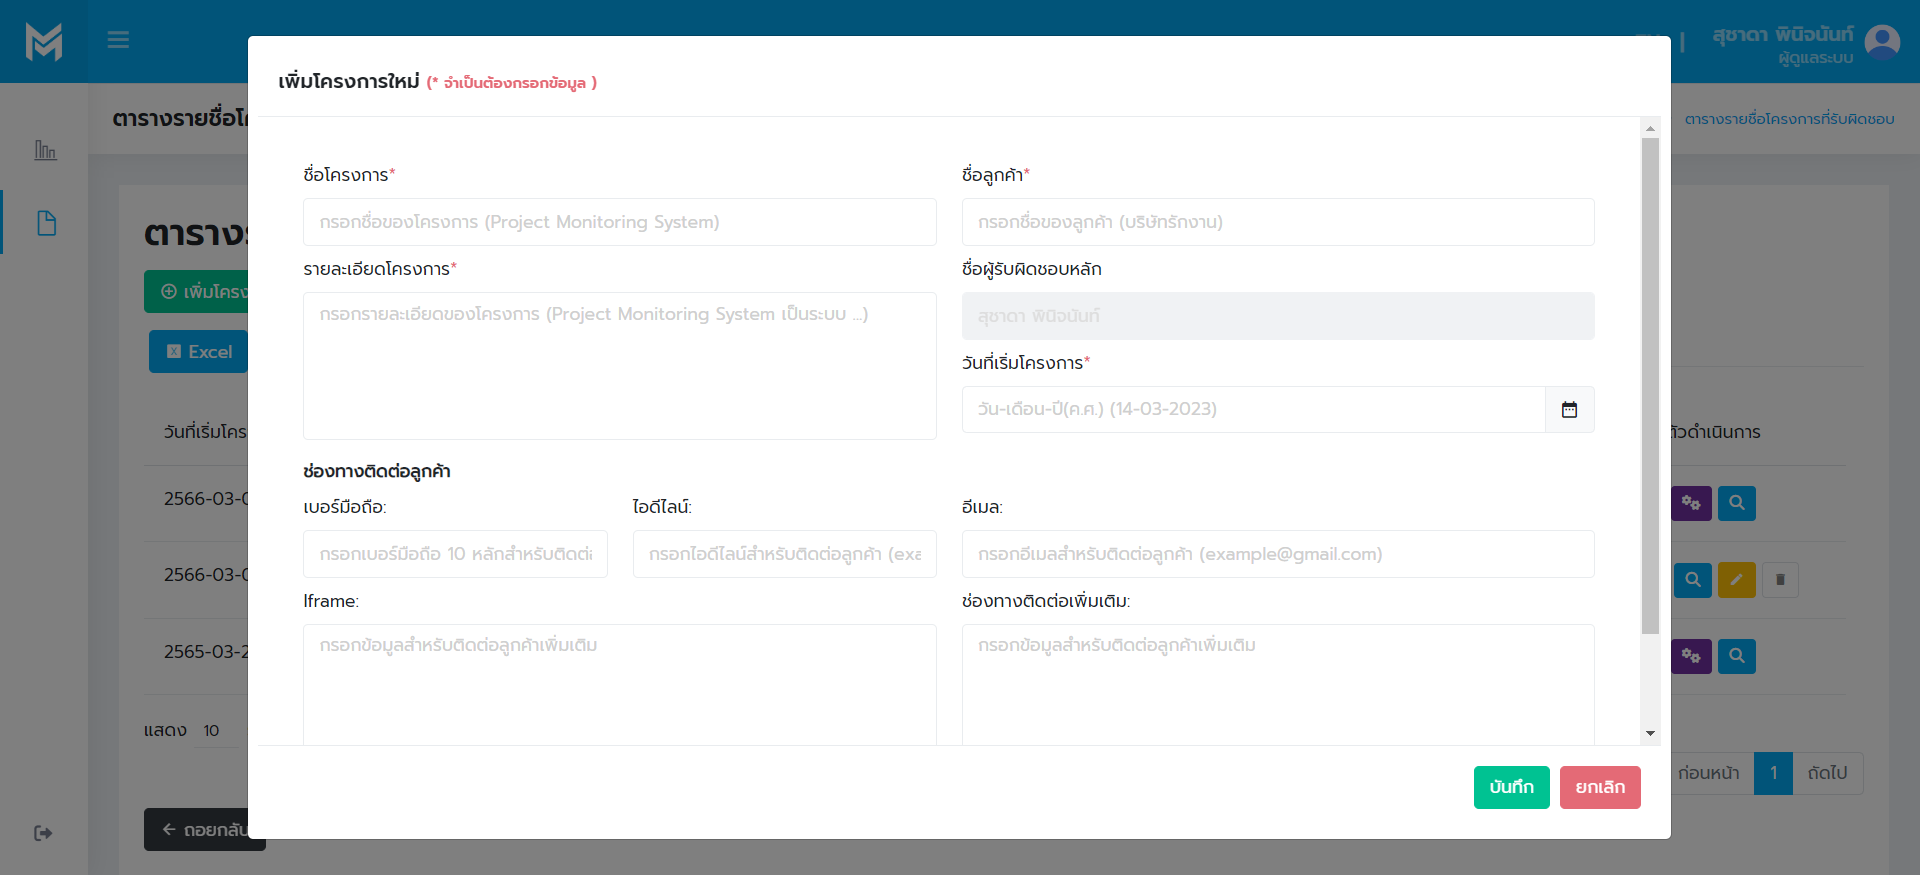 สุชาดา พินิจนันท์
ผู้ดูแลระบบ
เพิ่มโครงการใหม่ (* จำเป็นต้องกรอกข้อมูล )
ตารางรายชื่อ
ตารางรายชื่อโครงการที่รับผิดชอบ
ชื่อโครงการ*
ชื่อลูกค้า*
กรอกชื่อของโครงการ (Project Monitoring System)
กรอกชื่อของลูกค้า (บริษัทรักงาน)
ตาราง
รายละเอียดโครงการ*
ชื่อผู้รับผิดชอบหลัก
เพิ่มโครง
กรอกรายละเอียดของโครงการ (Project Monitoring System เป็นระบบ ...)
สุชาดา พินิจนันท์
Excel
วันที่เริ่มโครงการ*
วัน-เดือน-ปี(ค.ศ.) (14-03-2023)
วันที่เริ่มโคร
ตัวดำเนินการ
ช่องทางติดต่อลูกค้า
2566-03-0
เบอร์มือถือ:
ไอดีไลน์:
อีเมล:
กรอกเบอร์มือถือ 10 หลักสำหรับติดต่อ
กรอกไอดีไลน์สำหรับติดต่อลูกค้า (exa
กรอกอีเมลสำหรับติดต่อลูกค้า (example@gmail.com)
2566-03-0
Iframe:
ช่องทางติดต่อเพิ่มเติม:
กรอกข้อมูลสำหรับติดต่อลูกค้าเพิ่มเติม
กรอกข้อมูลสำหรับติดต่อลูกค้าเพิ่มเติม
2565-03-2
แสดง 10
ก่อนหน้า 1 ถัดไป
บันทึก ยกเลิก
ถอยกลับ